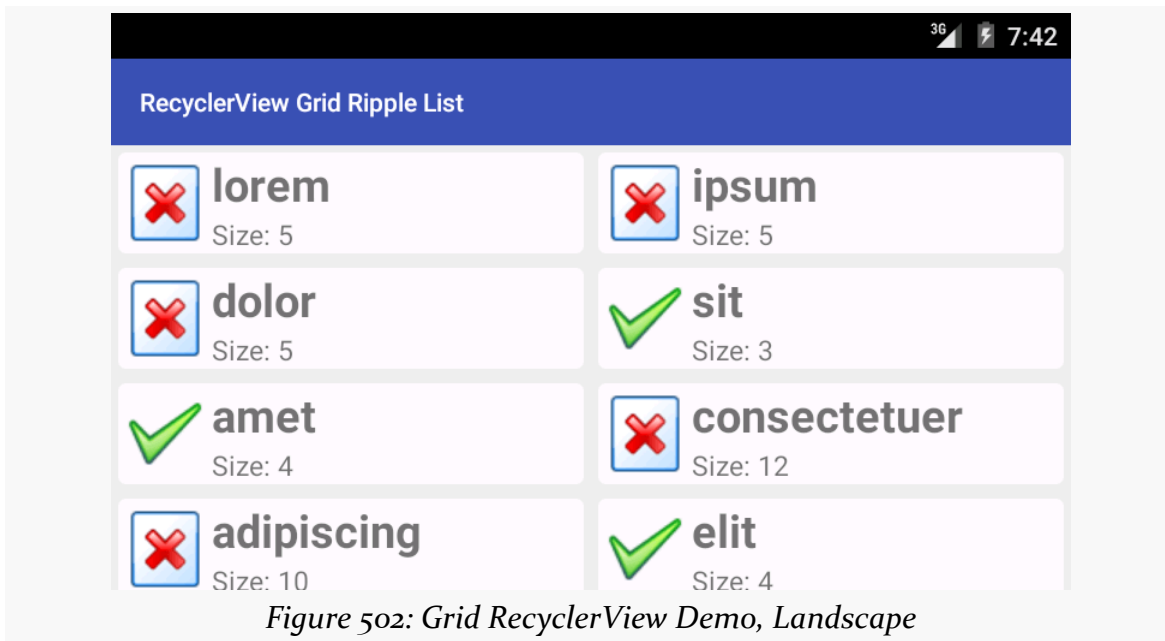 3G 7:42
RecyclerView Grid Ripple List
lorem
Size: 5
ipsum
Size: 5
dolor
Size: 5
sit
Size: 3
amet
Size: 4
consectetuer
Size: 12
adipiscing
Size: 10
elit
Size: 4
Figure 502: Grid RecyclerView Demo, Landscape